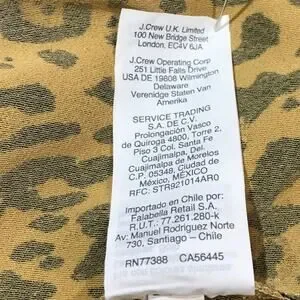 J.Crew U.K. Limited
100 New Bridge Street
London, EC4V 6JA
J.Crew Operating Corp
251 Little Falls Drive
USA DE 19808 Wilmington
Delaware
Verenidge Staten Van
Amerika
SERVICE TRADING
S.A. DE C.V.
Prolongación Vasco
de Quiroga 4800, Torre 2,
Piso 3 Col. Santa Fe
Cuajimalpa, Del.
Cuajimalpa de Morelos
C.P. 05348, Ciudad de
México, MÉXICO
RFC: STR921014AR0
Importado en Chile por:
Falabella Retail S.A.
R.U.T.: 77.261.280-k
Av: Manuel Rodríguez Norte
730, Santiago – Chile
RN77388 CA56445